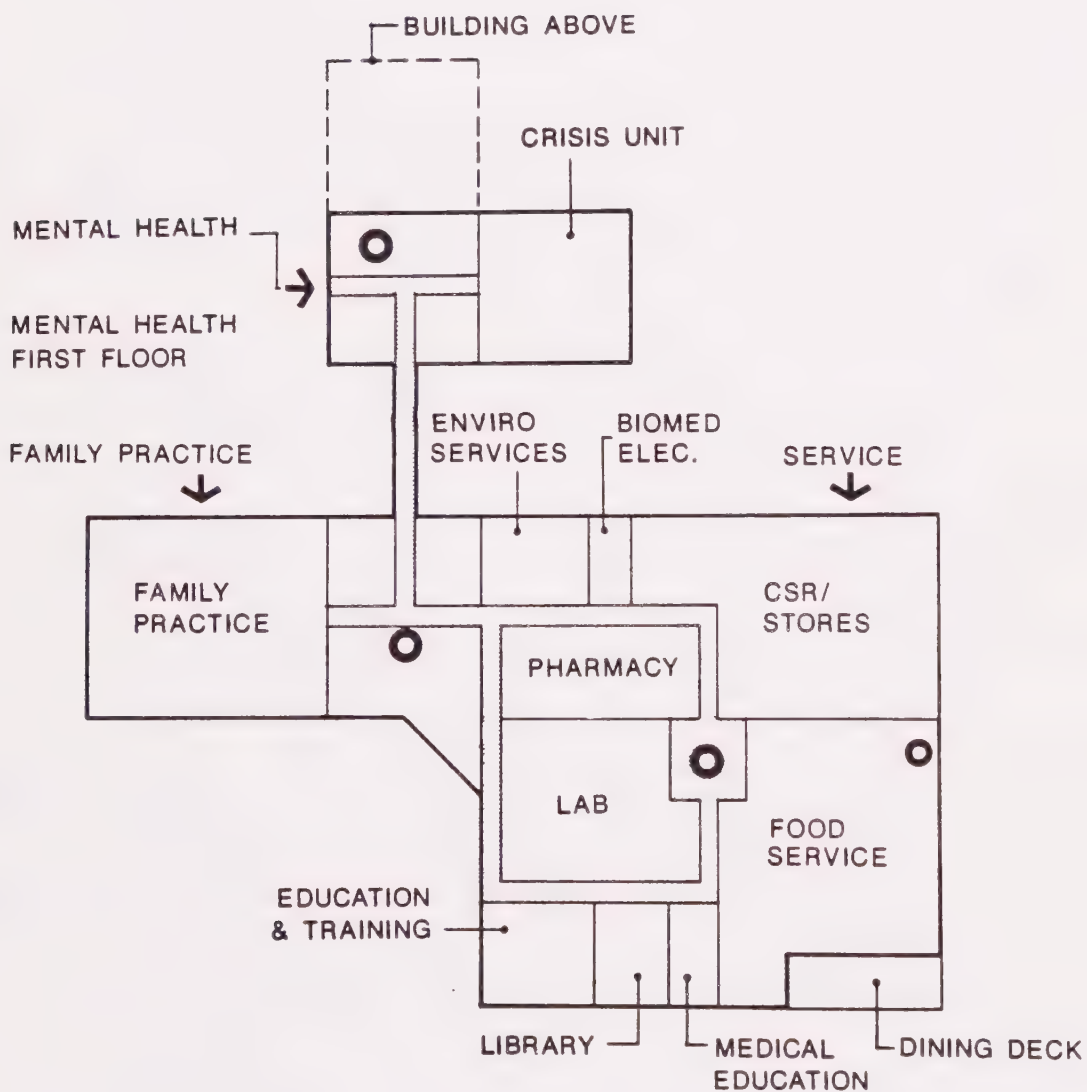 BUILDING ABOVE
CRISIS UNIT
MENTAL HEALTH
MENTAL HEALTH
FIRST FLOOR
ENVIRO
SERVICES
BIOMED
ELEC.
FAMILY PRACTICE
SERVICE
FAMILY
PRACTICE
CSR/
STORES
PHARMACY
LAB
FOOD
SERVICE
EDUCATION
& TRAINING
LIBRARY
MEDICAL
EDUCATION
DINING DECK